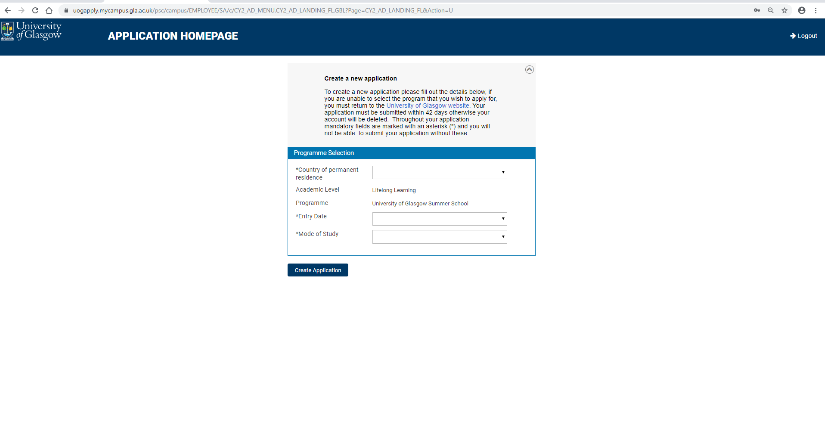 uogapply.mycampus.gla.ac.uk/psc/campus/EMPLOYEE/SA/c/CY2_AD_MENU.CY2_AD_LANDING_FL.GBL?Page=CY2_AD_LANDING_FL&Action=U
University
of Glasgow
APPLICATION HOMEPAGE
Logout
Create a new application
To create a new application please fill out the details below, if
you are unable to select the program that you wish to apply for,
you must return to the University of Glasgow website. Your
application must be submitted within 42 days otherwise your
account will be deleted. Throughout your application
mandatory fields are marked with an asterisk (*) and you will
not be able to submit your application without these.
Programme Selection
*Country of permanent
residence
Academic Level
Lifelong Learning
Programme
University of Glasgow Summer School
*Entry Date
*Mode of Study
Create Application